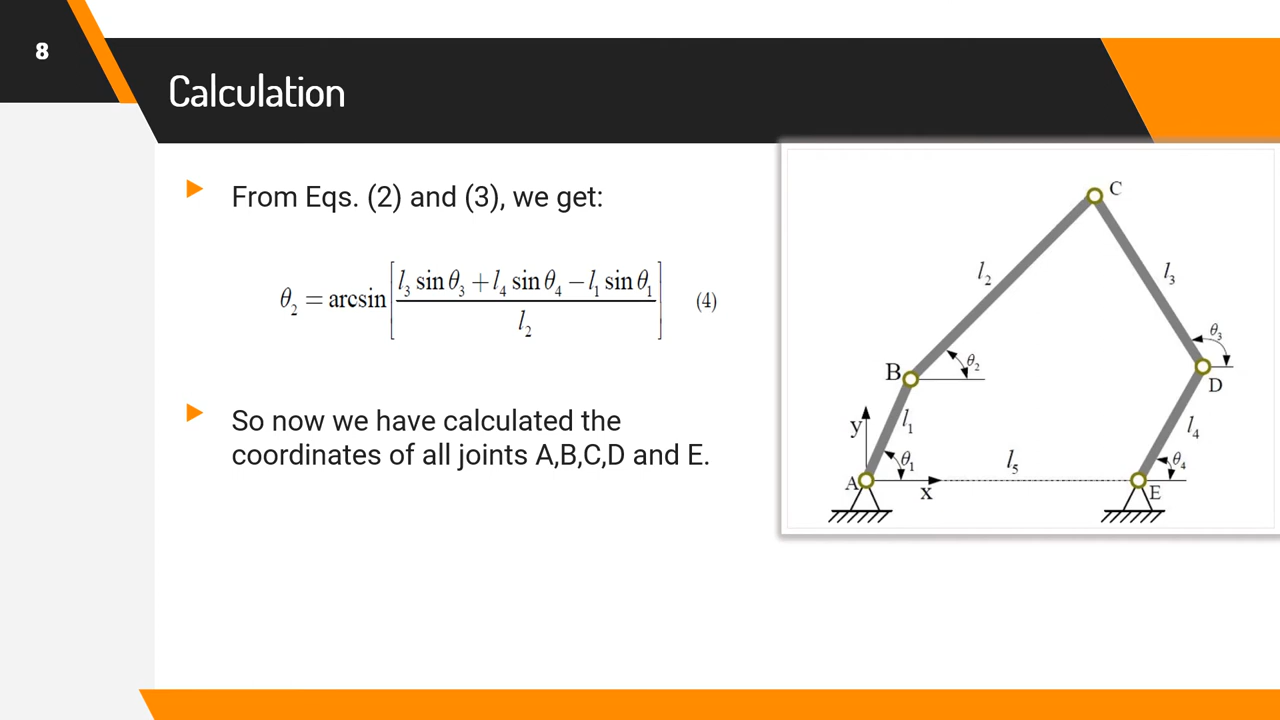 8
Calculation
From Eqs. (2) and (3), we get:
θ₂ = arcsin[(l₃ sin θ₃ + l₄ sin θ₄ − l₁ sin θ₁) / l₂] (4)
So now we have calculated the
coordinates of all joints A,B,C,D and E.
C
l₂
l₃
θ₃
B
θ₂
D
y
l₁
l₄
θ₁
l₅
θ₄
A
x
E